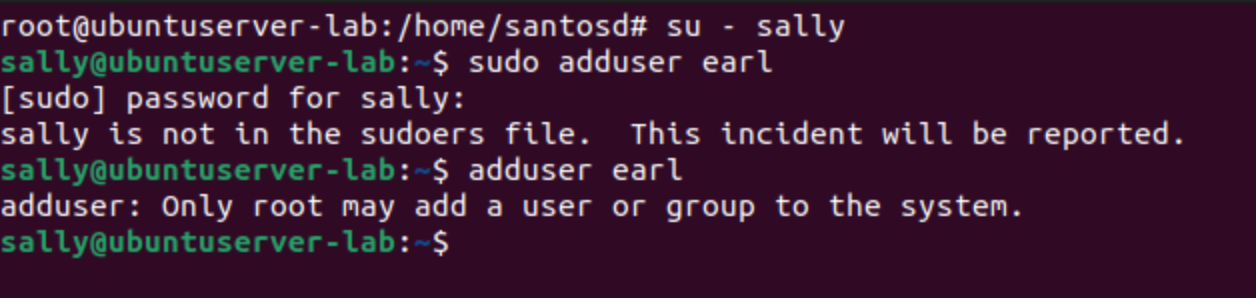 root@ubuntuserver-lab:/home/santosd# su - sally
sally@ubuntuserver-lab:~$ sudo adduser earl
[sudo] password for sally:
sally is not in the sudoers file.  This incident will be reported.
sally@ubuntuserver-lab:~$ adduser earl
adduser: Only root may add a user or group to the system.
sally@ubuntuserver-lab:~$